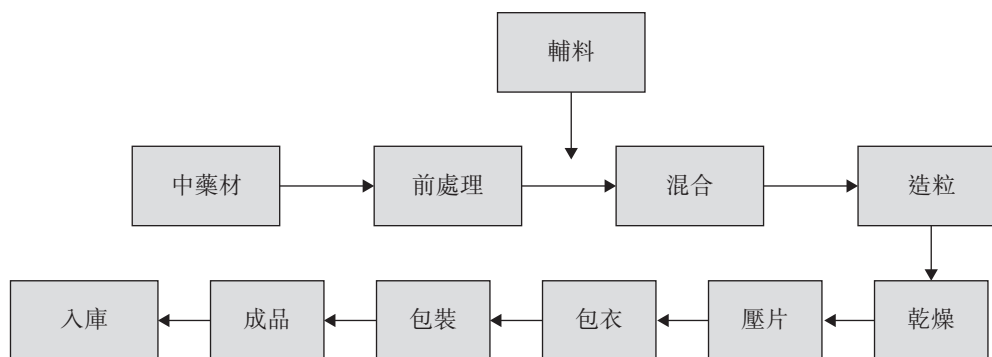 輔料
中藥材
前處理
混合
造粒
入庫
成品
包裝
包衣
壓片
乾燥